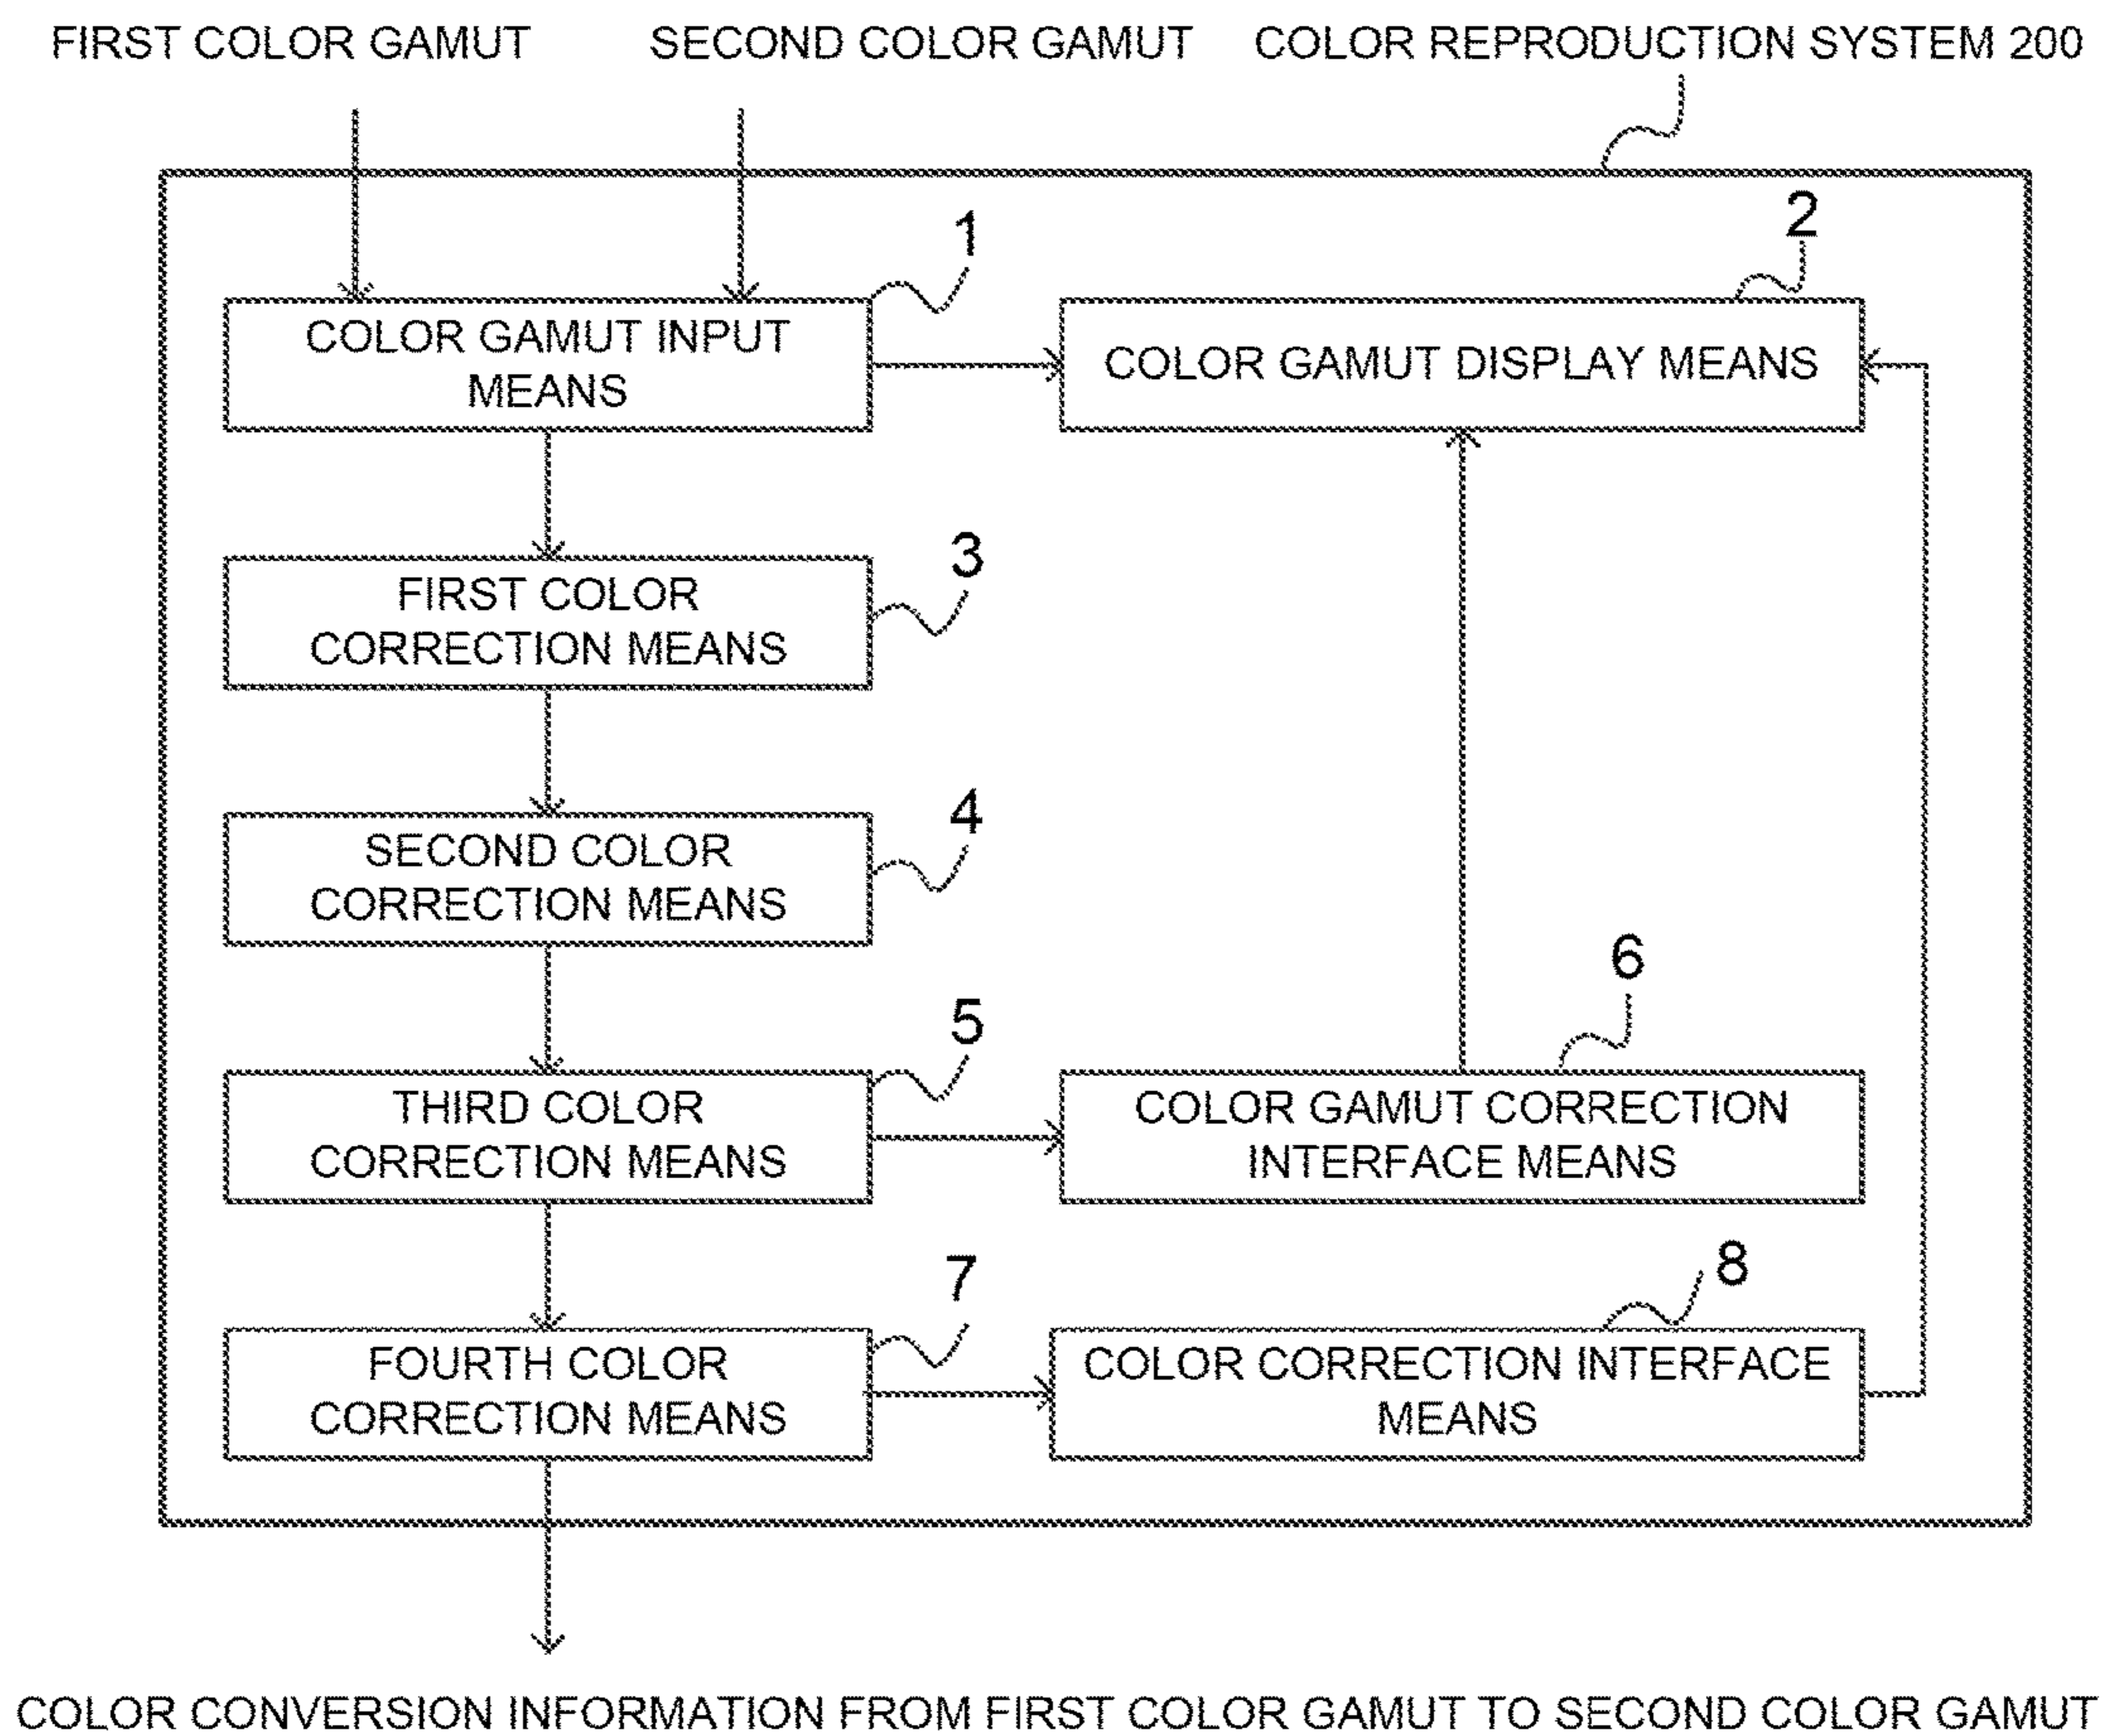 FIRST COLOR GAMUT
SECOND COLOR GAMUT
COLOR REPRODUCTION SYSTEM 200
1
2
COLOR GAMUT INPUT
MEANS
COLOR GAMUT DISPLAY MEANS
3
FIRST COLOR
CORRECTION MEANS
4
SECOND COLOR
CORRECTION MEANS
5
6
THIRD COLOR
CORRECTION MEANS
COLOR GAMUT CORRECTION
INTERFACE MEANS
7
8
FOURTH COLOR
CORRECTION MEANS
COLOR CORRECTION INTERFACE
MEANS
COLOR CONVERSION INFORMATION FROM FIRST COLOR GAMUT TO SECOND COLOR GAMUT